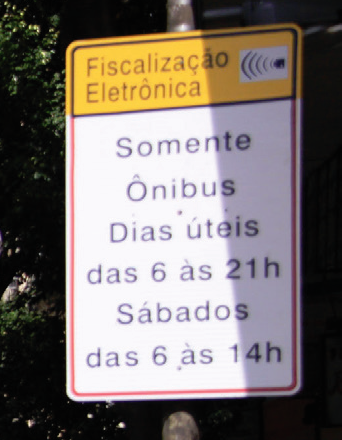 Fiscalização
Eletrônica
Somente
Ônibus
Dias úteis
das 6 às 21h
Sábados
das 6 às 14h